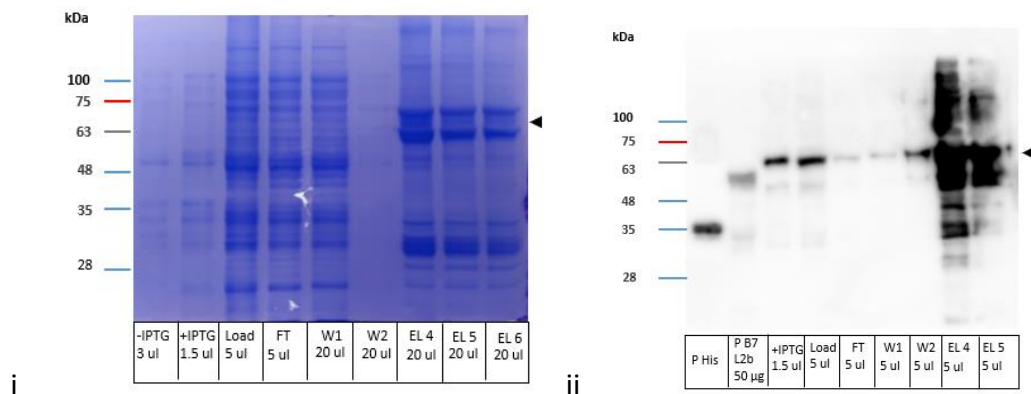 kDa
100
75
63
48
35
28
-IPTG
3 ul
+IPTG
1.5 ul
Load
5 ul
FT
5 ul
W1
20 ul
W2
20 ul
EL 4
20 ul
EL 5
20 ul
EL 6
20 ul
i
kDa
100
75
63
48
35
28
P His
P B7
L2b
50 µg
+IPTG
1.5 ul
Load
5 ul
FT
5 ul
W1
5 ul
W2
5 ul
EL 4
5 ul
EL 5
5 ul
ii